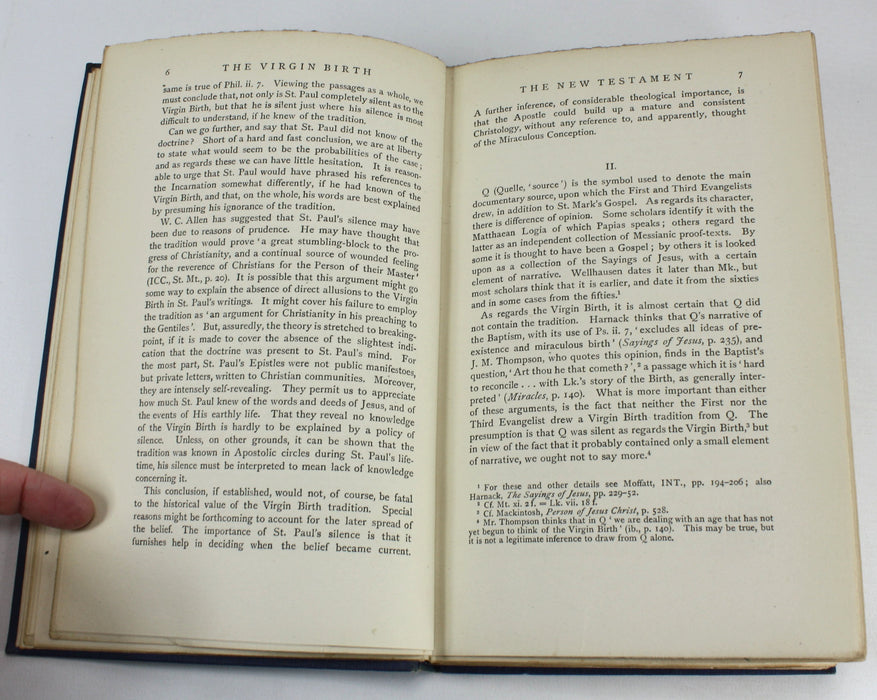 6
THE VIRGIN BIRTH
same is true of Phil. ii. 7. Viewing the passages as a whole, we
must conclude that, not only is St. Paul completely silent as to the
Virgin Birth, but that he is silent just where his silence is most
difficult to understand, if he knew of the tradition.
Can we go further, and say that St. Paul did not know of the
doctrine? Short of a hard and fast conclusion, we are at liberty
to state what would seem to be the probabilities of the case;
and as regards these we can have little hesitation. It is reason-
able to urge that St. Paul would have phrased his references to
the Incarnation somewhat differently, if he had known of the
Virgin Birth, and that, on the whole, his words are best explained
by presuming his ignorance of the tradition.
W. C. Allen has suggested that St. Paul's silence may have
been due to reasons of prudence. He may have thought that
the tradition would prove 'a great stumbling-block to the pro-
gress of Christianity, and a continual source of wounded feeling
for the reverence of Christians for the Person of their Master'
(ICC., St. Mt., p. 20). It is possible that this argument might go
some way to explain the absence of direct allusions to the Virgin
Birth in St. Paul's writings. It might cover his failure to employ
the tradition as 'an argument for Christianity in his preaching to
the Gentiles'. But, assuredly, the theory is stretched to breaking-
point, if it is made to cover the absence of the slightest indi-
cation that the doctrine was present to St. Paul's mind. For
the most part, St. Paul's Epistles were not public manifestoes,
but private letters, written to Christian communities. Moreover,
they are intensely self-revealing. They permit us to appreciate
how much St. Paul knew of the words and deeds of Jesus, and of
the events of His earthly life. That they reveal no knowledge
of the Virgin Birth is hardly to be explained by a policy of
silence. Unless, on other grounds, it can be shown that the
tradition was known in Apostolic circles during St. Paul's life-
time, his silence must be interpreted to mean lack of knowledge
concerning it.
This conclusion, if established, would not, of course, be fatal
to the historical value of the Virgin Birth tradition. Special
reasons might be forthcoming to account for the later spread of
the belief. The importance of St. Paul's silence is that it
furnishes help in deciding when the belief became current.
THE NEW TESTAMENT
7
A further inference, of considerable theological importance, is
that the Apostle could build up a mature and consistent
Christology, without any reference to, and apparently, thought
of the Miraculous Conception.
II.
Q (Quelle, 'source') is the symbol used to denote the main
documentary source, upon which the First and Third Evangelists
drew, in addition to St. Mark's Gospel. As regards its character,
there is difference of opinion. Some scholars identify it with the
Matthaean Logia of which Papias speaks; others regard the
latter as an independent collection of Messianic proof-texts. By
some it is thought to have been a Gospel; by others it is looked
upon as a collection of the Sayings of Jesus, with a certain
element of narrative. Wellhausen dates it later than Mk., but
most scholars think that it is earlier, and date it from the sixties
and in some cases from the fifties.¹
As regards the Virgin Birth, it is almost certain that Q did
not contain the tradition. Harnack thinks that Q's narrative of
the Baptism, with its use of Ps. ii. 7, 'excludes all ideas of pre-
existence and miraculous birth' (Sayings of Jesus, p. 235), and
J. M. Thompson, who quotes this opinion, finds in the Baptist's
question, 'Art thou he that cometh?',² a passage which it is 'hard
to reconcile . . . with Lk.'s story of the Birth, as generally inter-
preted' (Miracles, p. 140). What is more important than either
of these arguments, is the fact that neither the First nor the
Third Evangelist drew a Virgin Birth tradition from Q. The
presumption is that Q was silent as regards the Virgin Birth,³ but
in view of the fact that it probably contained only a small element
of narrative, we ought not to say more.⁴
¹ For these and other details see Moffatt, INT., pp. 194-206; also
Harnack, The Sayings of Jesus, pp. 229-52.
² Cf. Mt. xi. 2f. = Lk. vii. 18 f.
³ Cf. Mackintosh, Person of Jesus Christ, p. 528.
⁴ Mr. Thompson thinks that in Q 'we are dealing with an age that has not
yet begun to think of the Virgin Birth' (ib., p. 140). This may be true, but
it is not a legitimate inference to draw from Q alone.